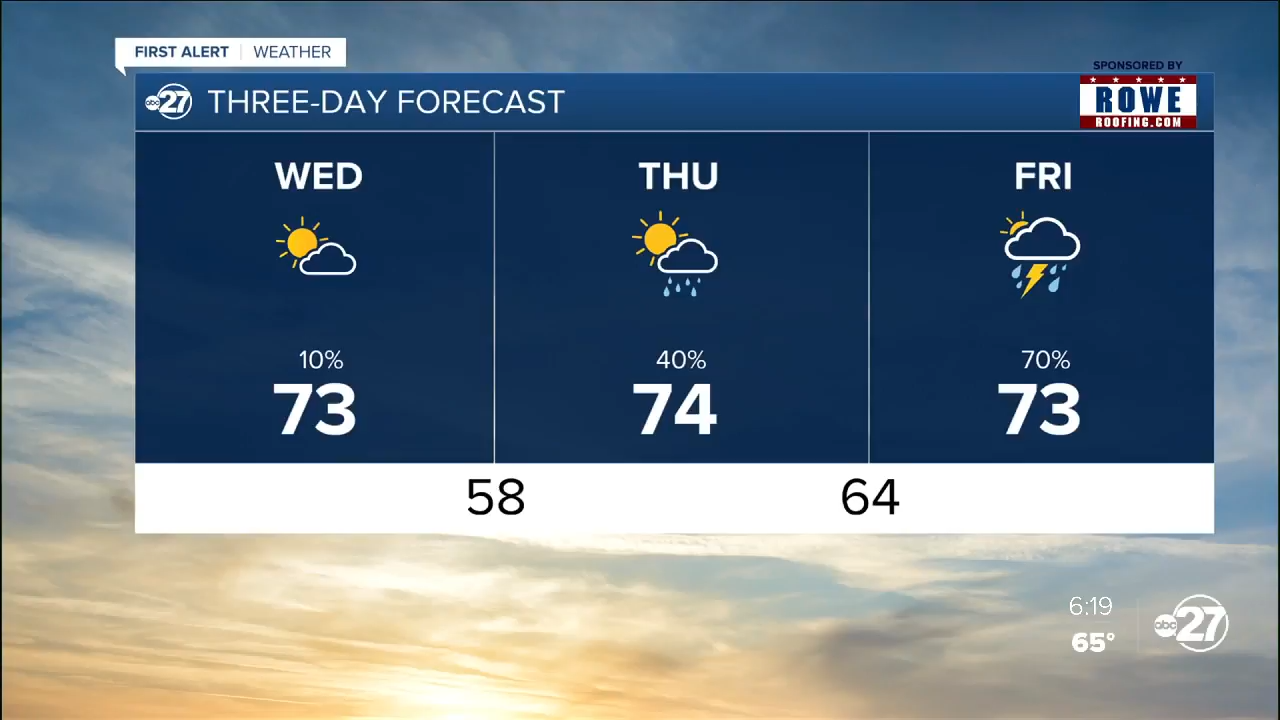 FIRST ALERT | WEATHER
SPONSORED BY
abc 27 THREE-DAY FORECAST
ROWE
ROOFING.COM
WED THU FRI
10% 40% 70%
73 74 73
58 64
6:19
65°
abc 27